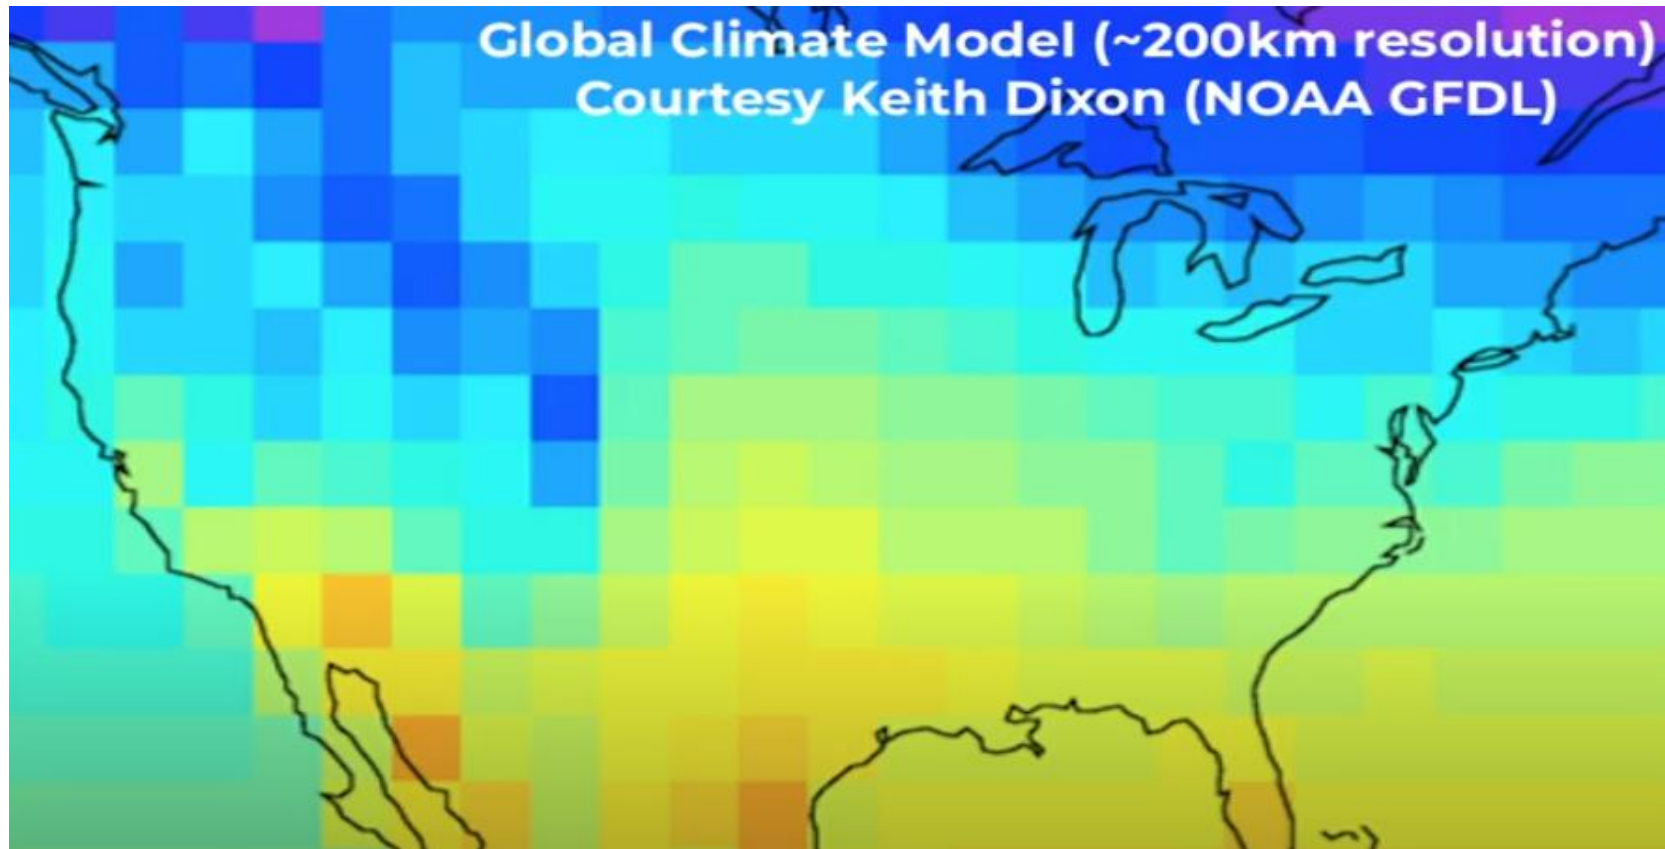 Global Climate Model (~200km resolution)
Courtesy Keith Dixon (NOAA GFDL)